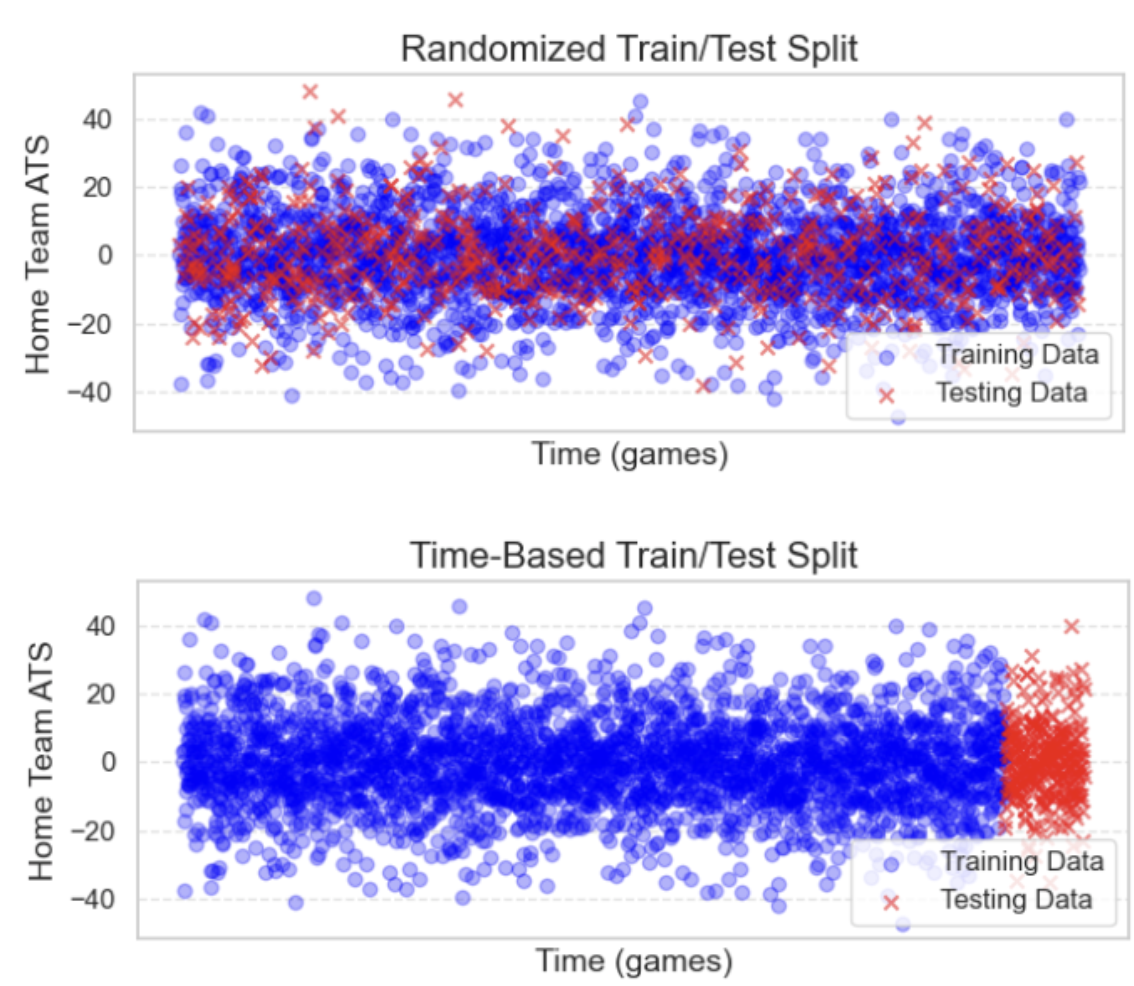 Randomized Train/Test Split
Home Team ATS
40
20
0
−20
−40
Training Data
Testing Data
Time (games)
Time-Based Train/Test Split
Home Team ATS
40
20
0
−20
−40
Training Data
Testing Data
Time (games)